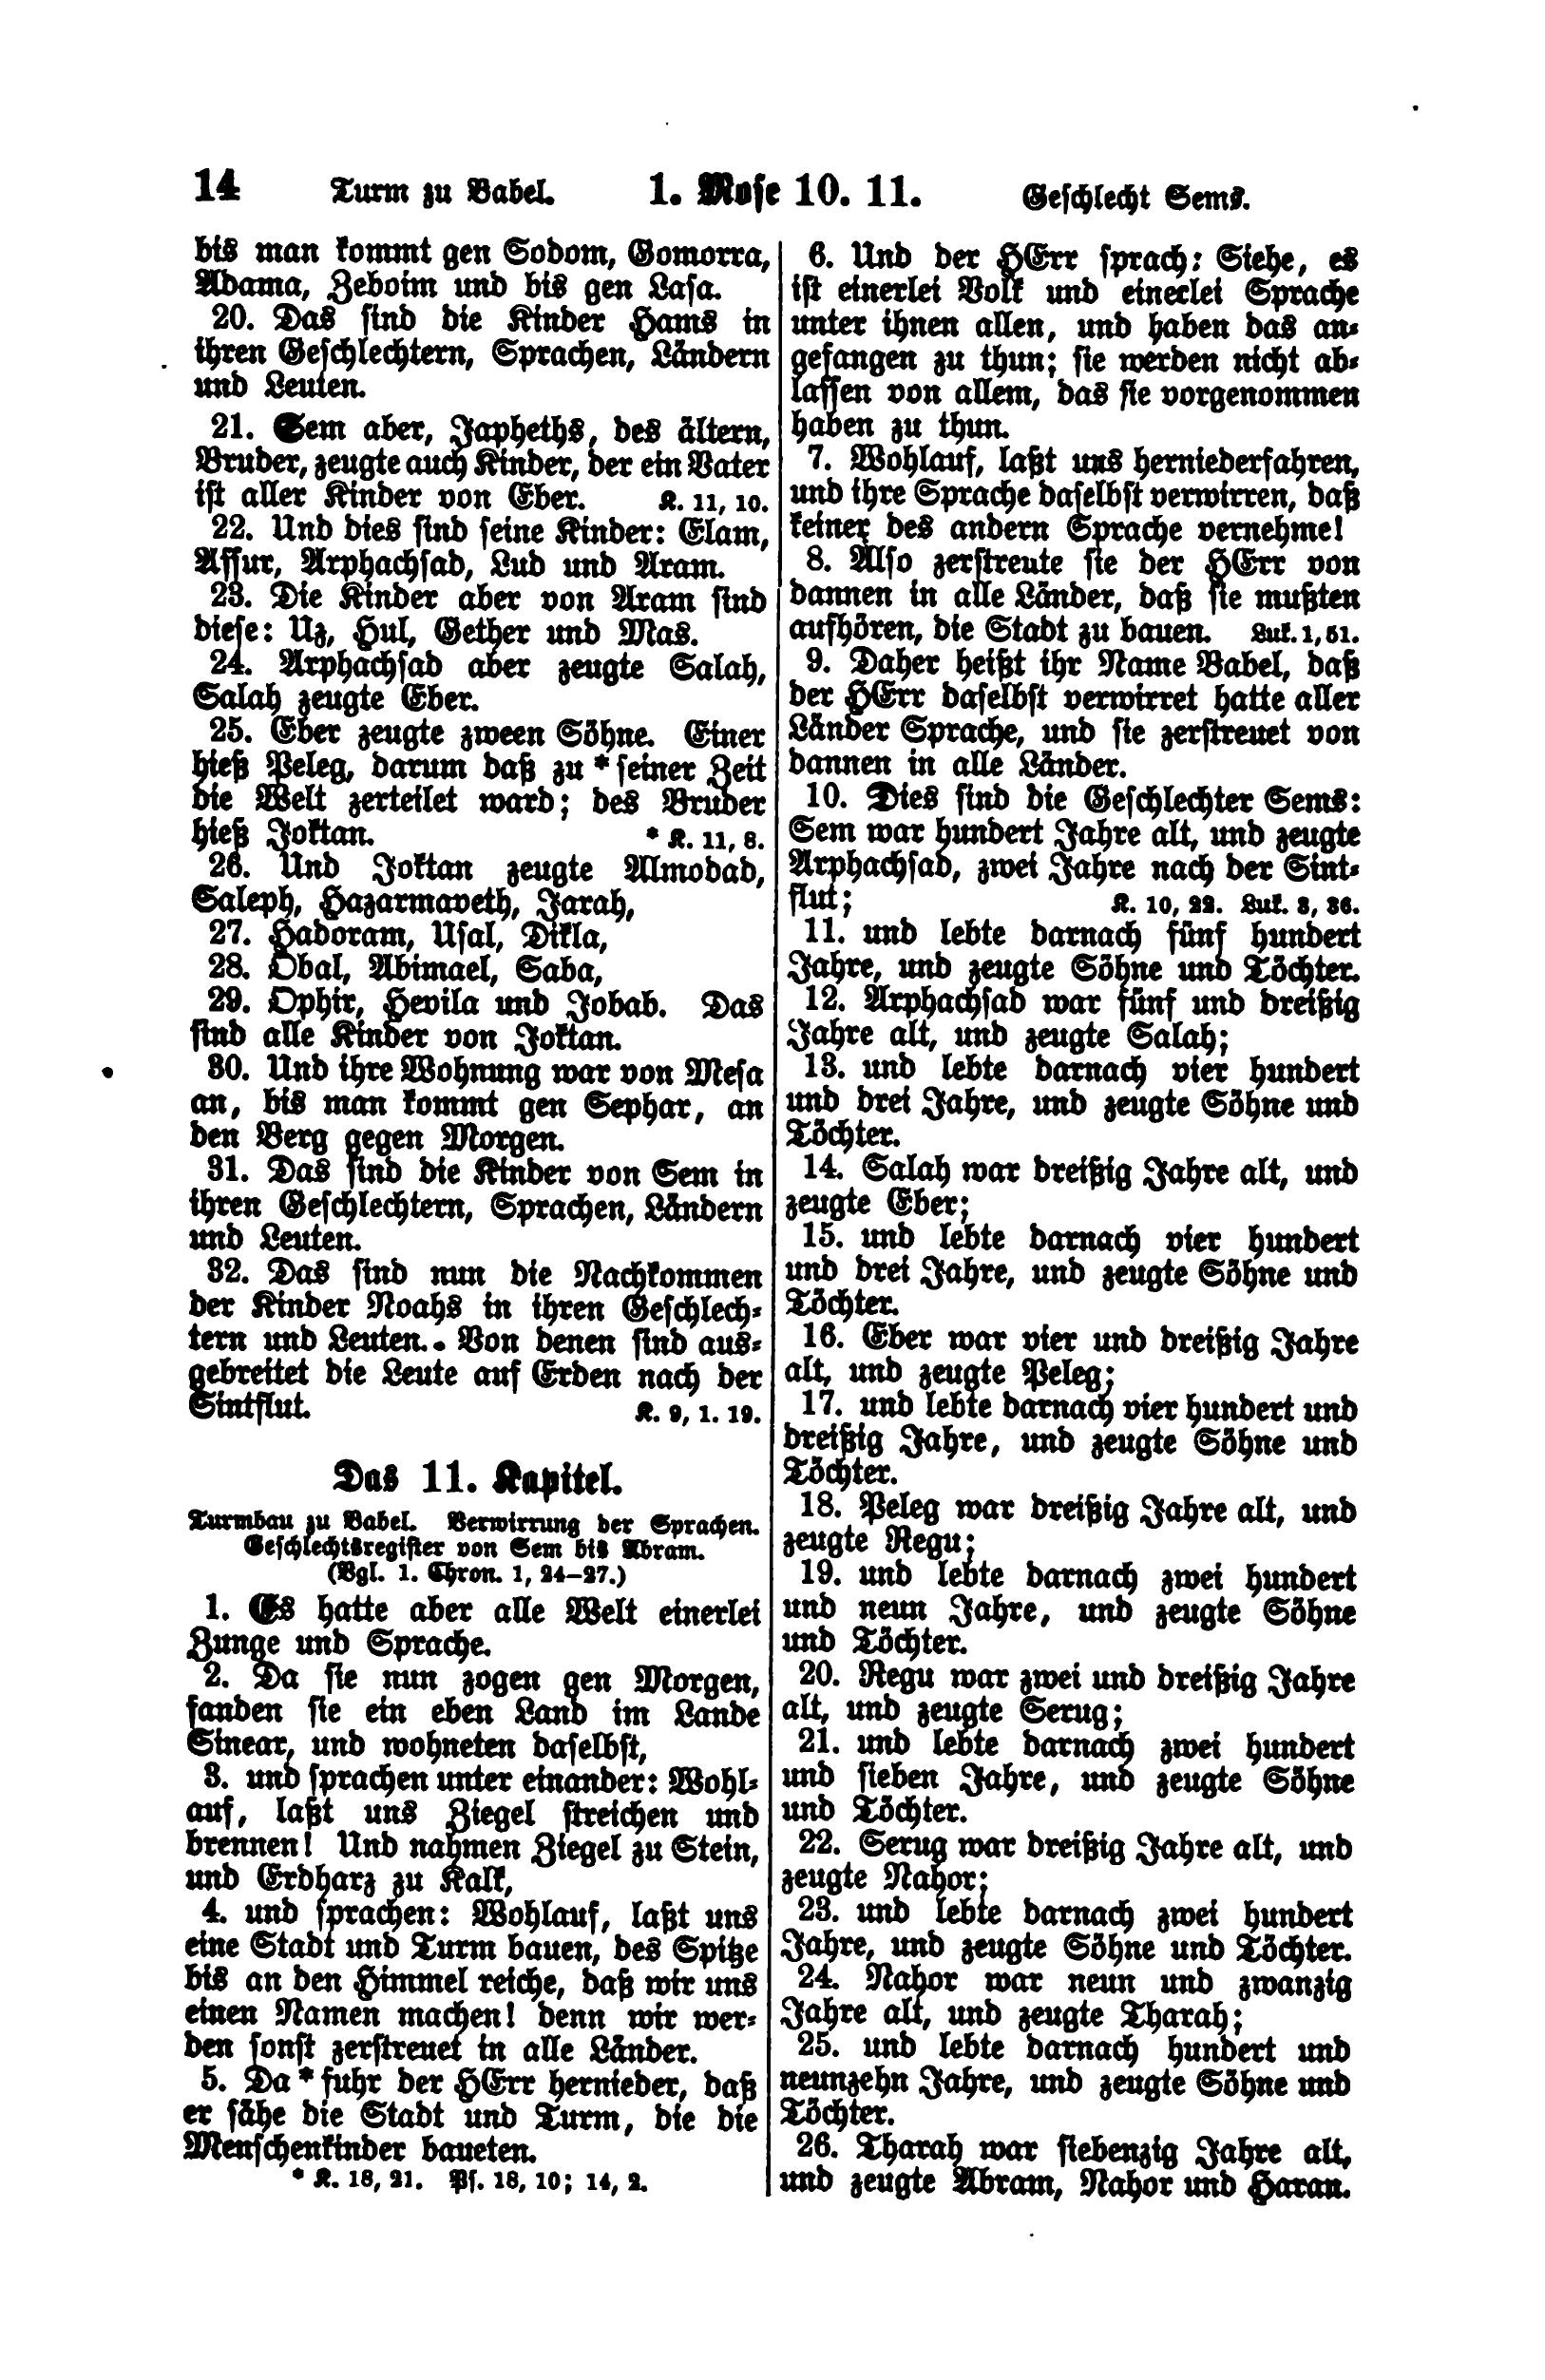 14 Turm zu Babel. 1. Mose 10. 11. Geschlecht Sems.
bis man kommt gen Sodom, Gomorra,
Adama, Zeboim und bis gen Lasa.
20. Das sind die Kinder Hams in
ihren Geschlechtern, Sprachen, Ländern
und Leuten.
21. Sem aber, Japheths, des ältern,
Bruder, zeugte auch Kinder, der ein Vater
ist aller Kinder von Eber. K. 11, 10.
22. Und dies sind seine Kinder: Elam,
Assur, Arphachsad, Lud und Aram.
23. Die Kinder aber von Aram sind
diese: Uz, Hul, Gether und Mas.
24. Arphachsad aber zeugte Salah,
Salah zeugte Eber.
25. Eber zeugte zween Söhne. Einer
hieß Peleg, darum daß zu * seiner Zeit
die Welt zerteilet ward; des Bruder
hieß Joktan. * K. 11, 8.
26. Und Joktan zeugte Almodad,
Saleph, Hazarmaveth, Jarah,
27. Hadoram, Usal, Dikla,
28. Obal, Abimael, Saba,
29. Ophir, Hevila und Jobab. Das
sind alle Kinder von Joktan.
30. Und ihre Wohnung war von Mesa
an, bis man kommt gen Sephar, an
den Berg gegen Morgen.
31. Das sind die Kinder von Sem in
ihren Geschlechtern, Sprachen, Ländern
und Leuten.
32. Das sind nun die Nachkommen
der Kinder Noahs in ihren Geschlech-
tern und Leuten. Von denen sind aus-
gebreitet die Leute auf Erden nach der
Sintflut. K. 9, 1. 19.
Das 11. Kapitel.
Turmbau zu Babel. Verwirrung der Sprachen.
Geschlechtsregister von Sem bis Abram.
(Vgl. 1. Chron. 1, 24–27.)
1. Es hatte aber alle Welt einerlei
Zunge und Sprache.
2. Da sie nun zogen gen Morgen,
fanden sie ein eben Land im Lande
Sinear, und wohneten daselbst,
3. und sprachen unter einander: Wohl-
auf, laßt uns Ziegel streichen und
brennen! Und nahmen Ziegel zu Stein,
und Erdharz zu Kalk,
4. und sprachen: Wohlauf, laßt uns
eine Stadt und Turm bauen, des Spitze
bis an den Himmel reiche, daß wir uns
einen Namen machen! denn wir wer-
den sonst zerstreuet in alle Länder.
5. Da * fuhr der HErr hernieder, daß
er sähe die Stadt und Turm, die die
Menschenkinder baueten.
* K. 18, 21. Ps. 18, 10; 14, 2.
6. Und der HErr sprach: Siehe, es
ist einerlei Volk und einerlei Sprache
unter ihnen allen, und haben das an-
gefangen zu thun; sie werden nicht ab-
lassen von allem, das sie vorgenommen
haben zu thun.
7. Wohlauf, laßt uns herniederfahren,
und ihre Sprache daselbst verwirren, daß
keiner des andern Sprache vernehme!
8. Also zerstreute sie der HErr von
dannen in alle Länder, daß sie mußten
aufhören, die Stadt zu bauen. Luk. 1, 51.
9. Daher heißt ihr Name Babel, daß
der HErr daselbst verwirret hatte aller
Länder Sprache, und sie zerstreuet von
dannen in alle Länder.
10. Dies sind die Geschlechter Sems:
Sem war hundert Jahre alt, und zeugte
Arphachsad, zwei Jahre nach der Sint-
flut; K. 10, 22. Luk. 3, 36.
11. und lebte darnach fünf hundert
Jahre, und zeugte Söhne und Töchter.
12. Arphachsad war fünf und dreißig
Jahre alt, und zeugte Salah;
13. und lebte darnach vier hundert
und drei Jahre, und zeugte Söhne und
Töchter.
14. Salah war dreißig Jahre alt, und
zeugte Eber;
15. und lebte darnach vier hundert
und drei Jahre, und zeugte Söhne und
Töchter.
16. Eber war vier und dreißig Jahre
alt, und zeugte Peleg;
17. und lebte darnach vier hundert und
dreißig Jahre, und zeugte Söhne und
Töchter.
18. Peleg war dreißig Jahre alt, und
zeugte Regu;
19. und lebte darnach zwei hundert
und neun Jahre, und zeugte Söhne
und Töchter.
20. Regu war zwei und dreißig Jahre
alt, und zeugte Serug;
21. und lebte darnach zwei hundert
und sieben Jahre, und zeugte Söhne
und Töchter.
22. Serug war dreißig Jahre alt, und
zeugte Nahor;
23. und lebte darnach zwei hundert
Jahre, und zeugte Söhne und Töchter.
24. Nahor war neun und zwanzig
Jahre alt, und zeugte Tharah;
25. und lebte darnach hundert und
neunzehn Jahre, und zeugte Söhne und
Töchter.
26. Tharah war siebenzig Jahre alt,
und zeugte Abram, Nahor und Haran.